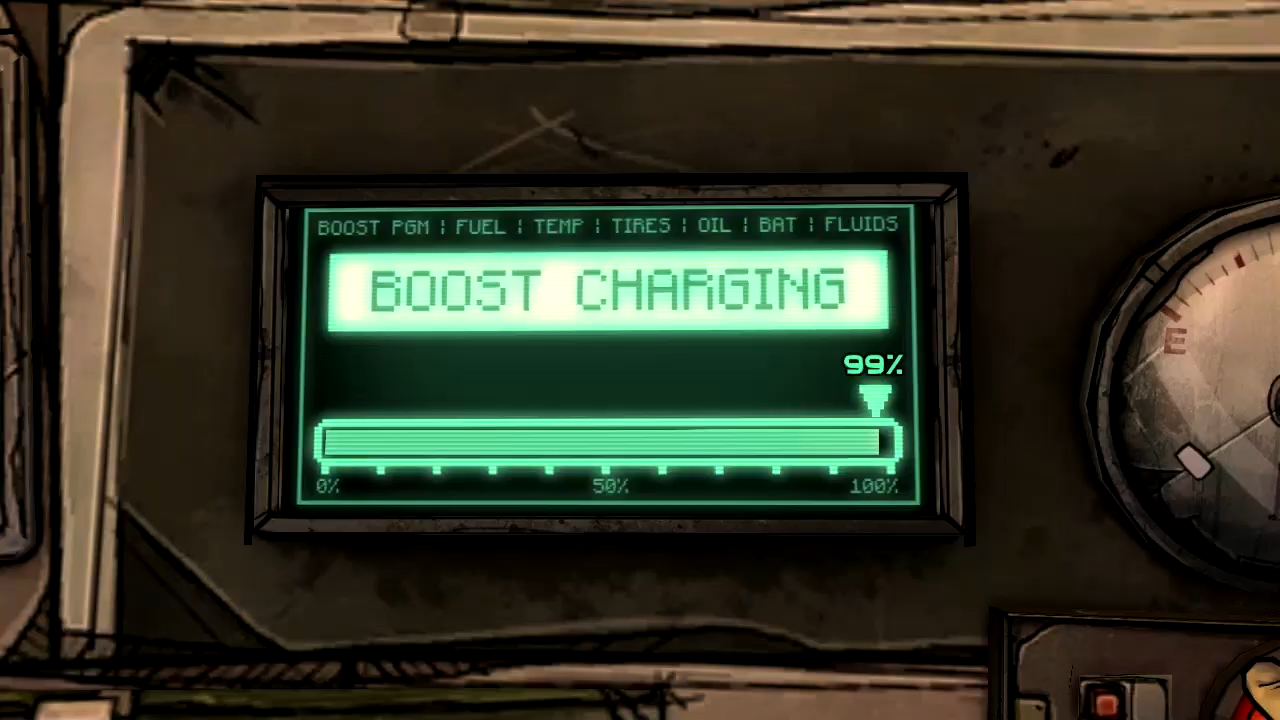 BOOST PGM ¦ FUEL ¦ TEMP ¦ TIRES ¦ OIL ¦ BAT ¦ FLUIDS
BOOST CHARGING
99%
0% 50% 100%
E